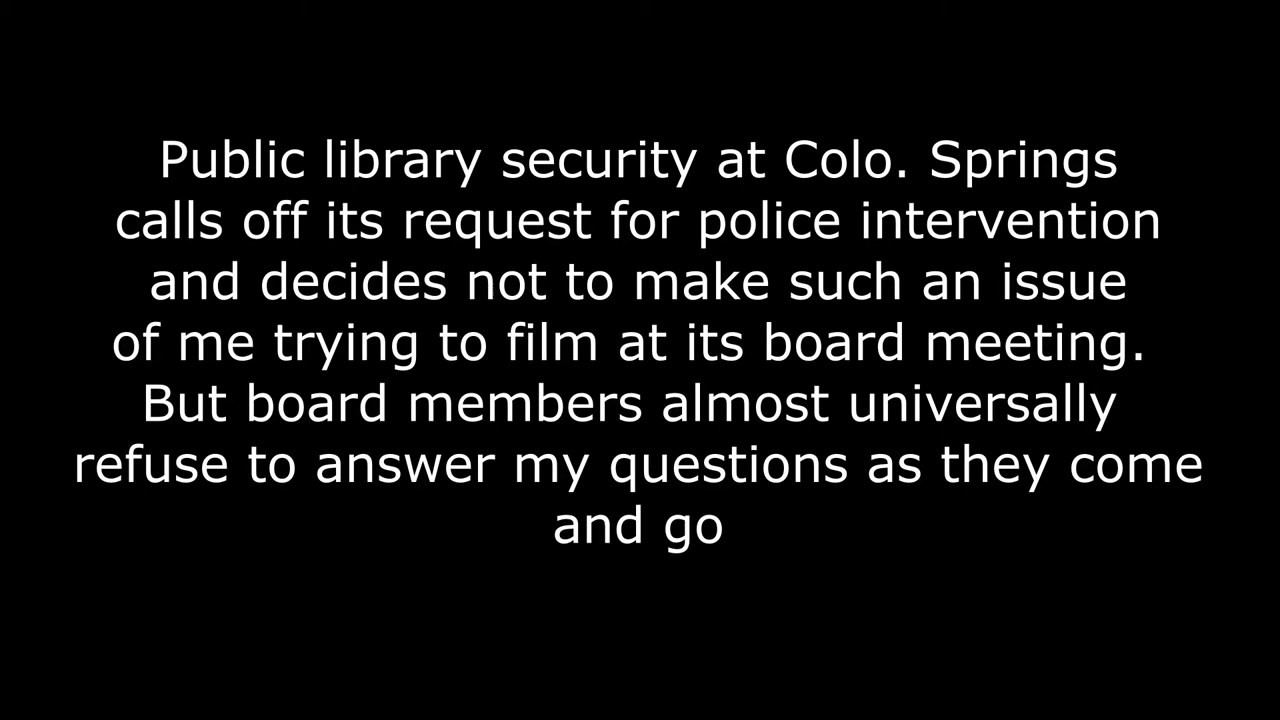 Public library security at Colo. Springs
calls off its request for police intervention
and decides not to make such an issue
of me trying to film at its board meeting.
But board members almost universally
refuse to answer my questions as they come
and go